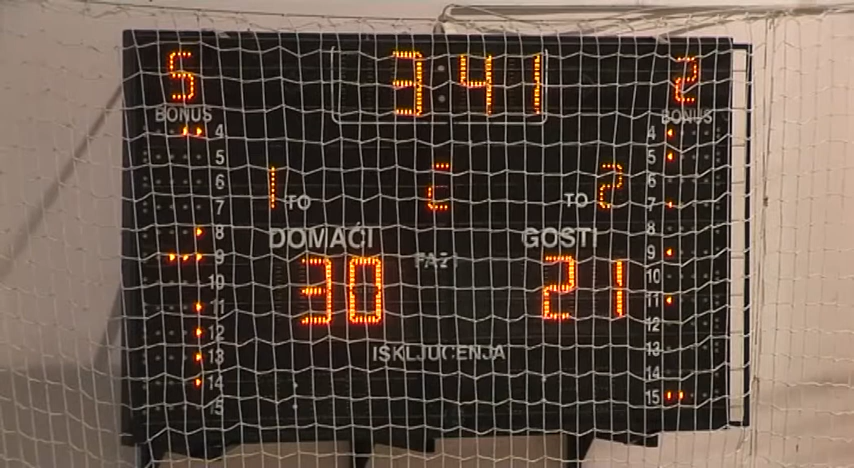 5 3:41 2
BONUS BONUS
4 4
5 5
6 6
7 7
1 TO TO 2
8 8
DOMAĆI GOSTI
9 9
10 10
30 21
11 11
12 12
13 13
ISKLJUČENJA
14 14
15 15